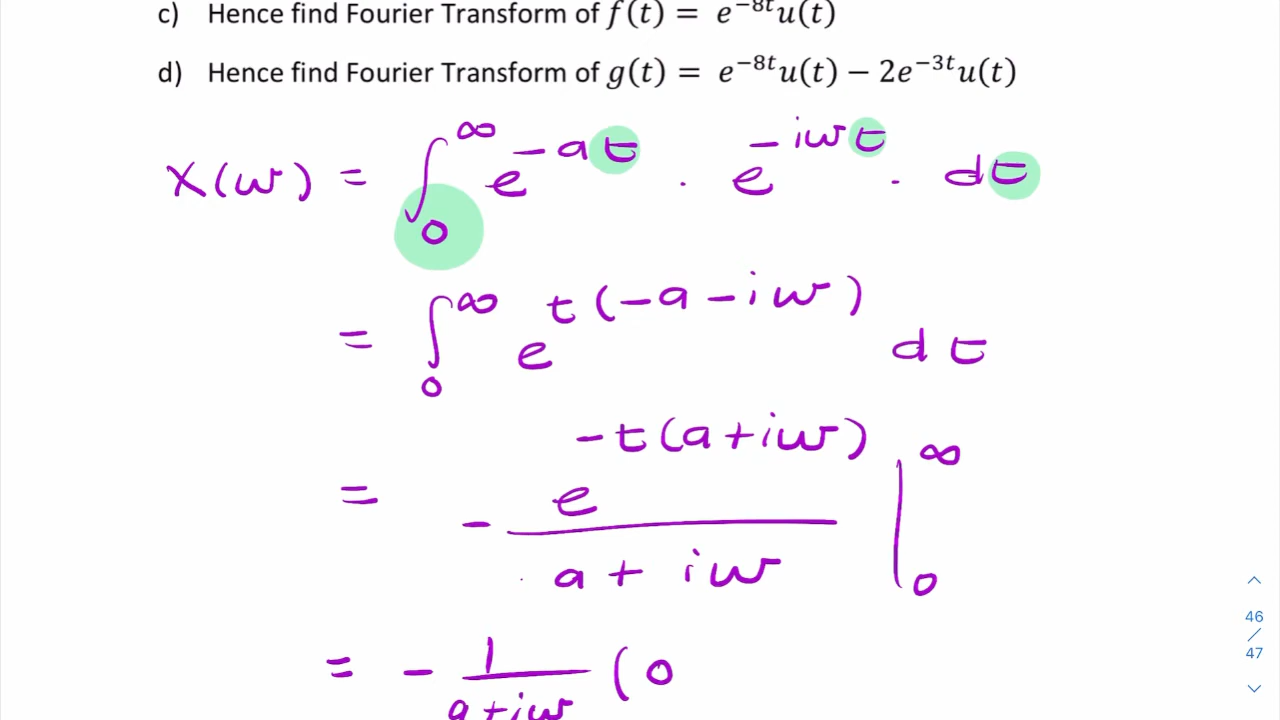 c) Hence find Fourier Transform of f(t) = e^{-8t}u(t)
d) Hence find Fourier Transform of g(t) = e^{-8t}u(t) − 2e^{-3t}u(t)
X(w) = ∫_0^∞ e^{-at} . e^{-iwt} . dt
= ∫_0^∞ e^{t(-a-iw)} dt
= - e^{-t(a+iw)} / a+iw |_0^∞
= - 1/a+iw (0
46
/
47